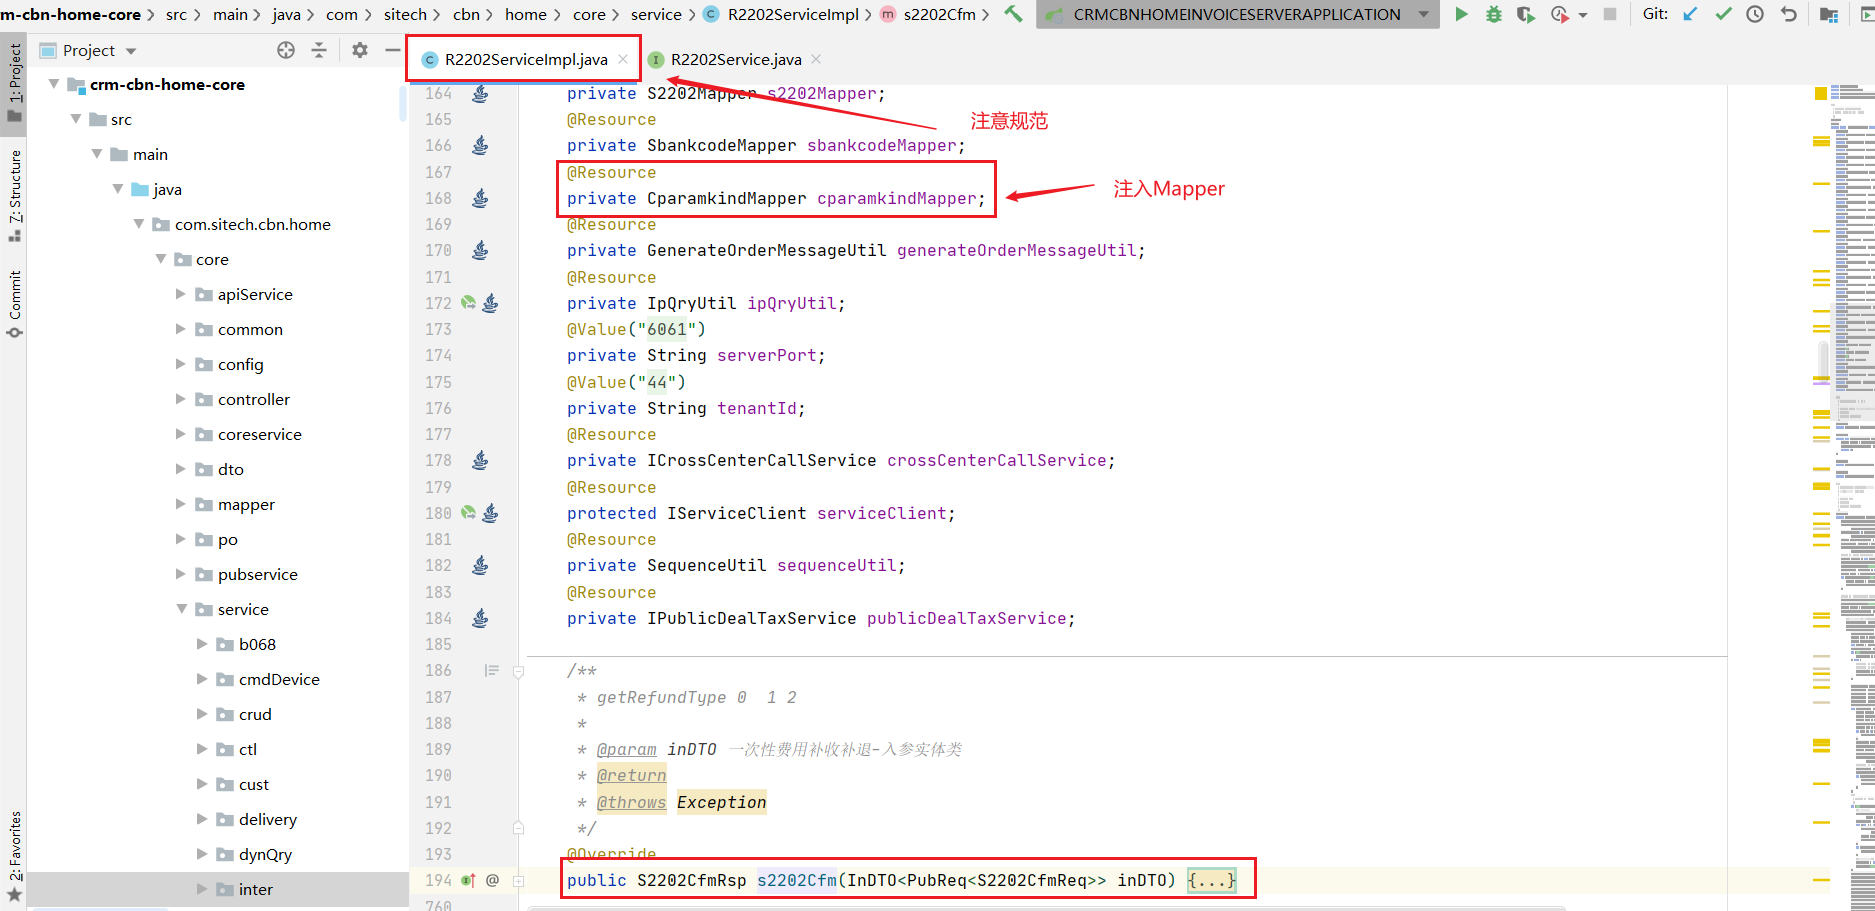 m-cbn-home-core > src > main > java > com > sitech > cbn > home > core > service > R2202ServiceImpl > s2202Cfm > CRMCBNHOMEINVOICESERVERAPPLICATION Git:
Project
R2202ServiceImpl.java × R2202Service.java ×
1: Project
7: Structure
Commit
2: Favorites
crm-cbn-home-core
src
main
java
com.sitech.cbn.home
core
apiService
common
config
controller
coreservice
dto
mapper
po
pubservice
service
b068
cmdDevice
crud
ctl
cust
delivery
dynQry
inter
164 private S2202Mapper s2202Mapper;
165 @Resource
注意规范
166 private SbankcodeMapper sbankcodeMapper;
167 @Resource
168 private CparamkindMapper cparamkindMapper;
注入Mapper
169 @Resource
170 private GenerateOrderMessageUtil generateOrderMessageUtil;
171 @Resource
172 private IpQryUtil ipQryUtil;
173 @Value("6061")
174 private String serverPort;
175 @Value("44")
176 private String tenantId;
177 @Resource
178 private ICrossCenterCallService crossCenterCallService;
179 @Resource
180 protected IServiceClient serviceClient;
181 @Resource
182 private SequenceUtil sequenceUtil;
183 @Resource
184 private IPublicDealTaxService publicDealTaxService;
185
186 /**
187 * getRefundType 0  1 2
188 *
189 * @param inDTO 一次性费用补收补退-入参实体类
190 * @return
191 * @throws Exception
192 */
193 @Override
194 public S2202CfmRsp s2202Cfm(InDTO<PubReq<S2202CfmReq>> inDTO) {...}
760